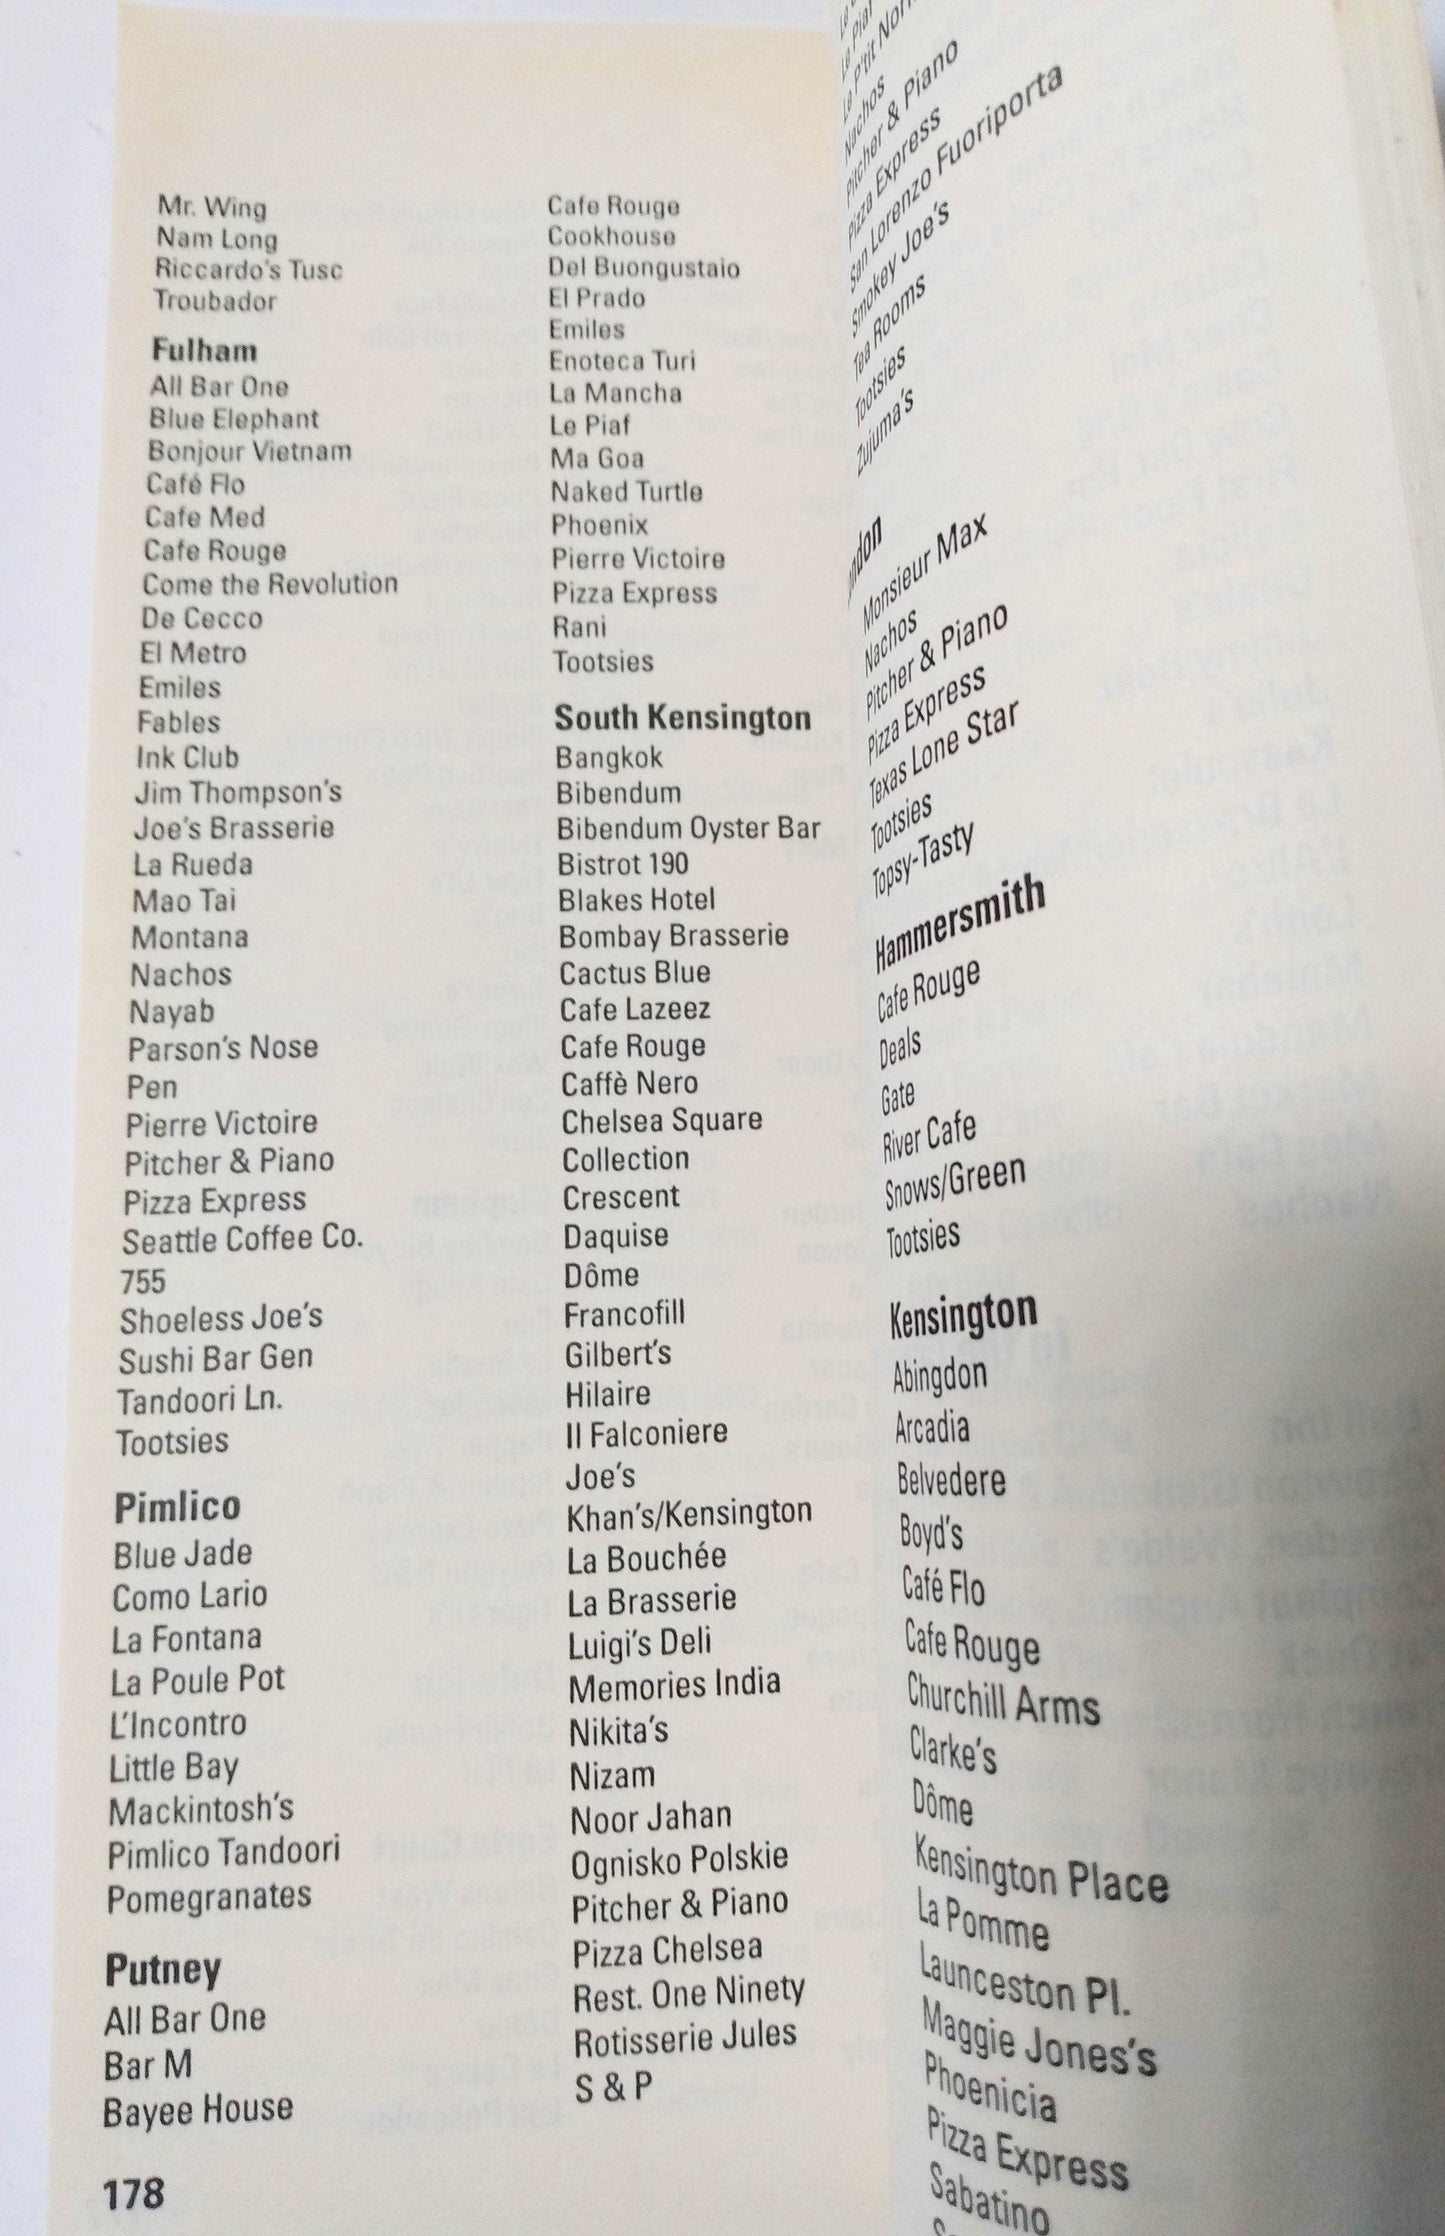 Mr. Wing
Nam Long
Riccardo's Tusc
Troubador
Fulham
All Bar One
Blue Elephant
Bonjour Vietnam
Café Flo
Cafe Med
Cafe Rouge
Come the Revolution
De Cecco
El Metro
Emiles
Fables
Ink Club
Jim Thompson's
Joe's Brasserie
La Rueda
Mao Tai
Montana
Nachos
Nayab
Parson's Nose
Pen
Pierre Victoire
Pitcher & Piano
Pizza Express
Seattle Coffee Co.
755
Shoeless Joe's
Sushi Bar Gen
Tandoori Ln.
Tootsies
Pimlico
Blue Jade
Como Lario
La Fontana
La Poule Pot
L'Incontro
Little Bay
Mackintosh's
Pimlico Tandoori
Pomegranates
Putney
All Bar One
Bar M
Bayee House
178
Cafe Rouge
Cookhouse
Del Buongustaio
El Prado
Emiles
Enoteca Turi
La Mancha
Le Piaf
Ma Goa
Naked Turtle
Phoenix
Pierre Victoire
Pizza Express
Rani
Tootsies
South Kensington
Bangkok
Bibendum
Bibendum Oyster Bar
Bistrot 190
Blakes Hotel
Bombay Brasserie
Cactus Blue
Cafe Lazeez
Cafe Rouge
Caffè Nero
Chelsea Square
Collection
Crescent
Daquise
Dôme
Francofill
Gilbert's
Hilaire
Il Falconiere
Joe's
Khan's/Kensington
La Bouchée
La Brasserie
Luigi's Deli
Memories India
Nikita's
Nizam
Noor Jahan
Ognisko Polskie
Pitcher & Piano
Pizza Chelsea
Rest. One Ninety
Rotisserie Jules
S & P
Le Piaf
Le P'tit
Nachos
Pitcher & Piano
Pizza Express
San Lorenzo Fuoriporta
Smokey Joe's
Tea Rooms
Tootsies
Zujuma's
Monsieur Max
Nachos
Pitcher & Piano
Pizza Express
Texas Lone Star
Tootsies
Topsy-Tasty
Hammersmith
Cafe Rouge
Deals
Gate
River Cafe
Snows/Green
Tootsies
Kensington
Abingdon
Arcadia
Belvedere
Boyd's
Café Flo
Cafe Rouge
Churchill Arms
Clarke's
Dôme
Kensington Place
La Pomme
Launceston Pl.
Maggie Jones's
Phoenicia
Pizza Express
Sabatino